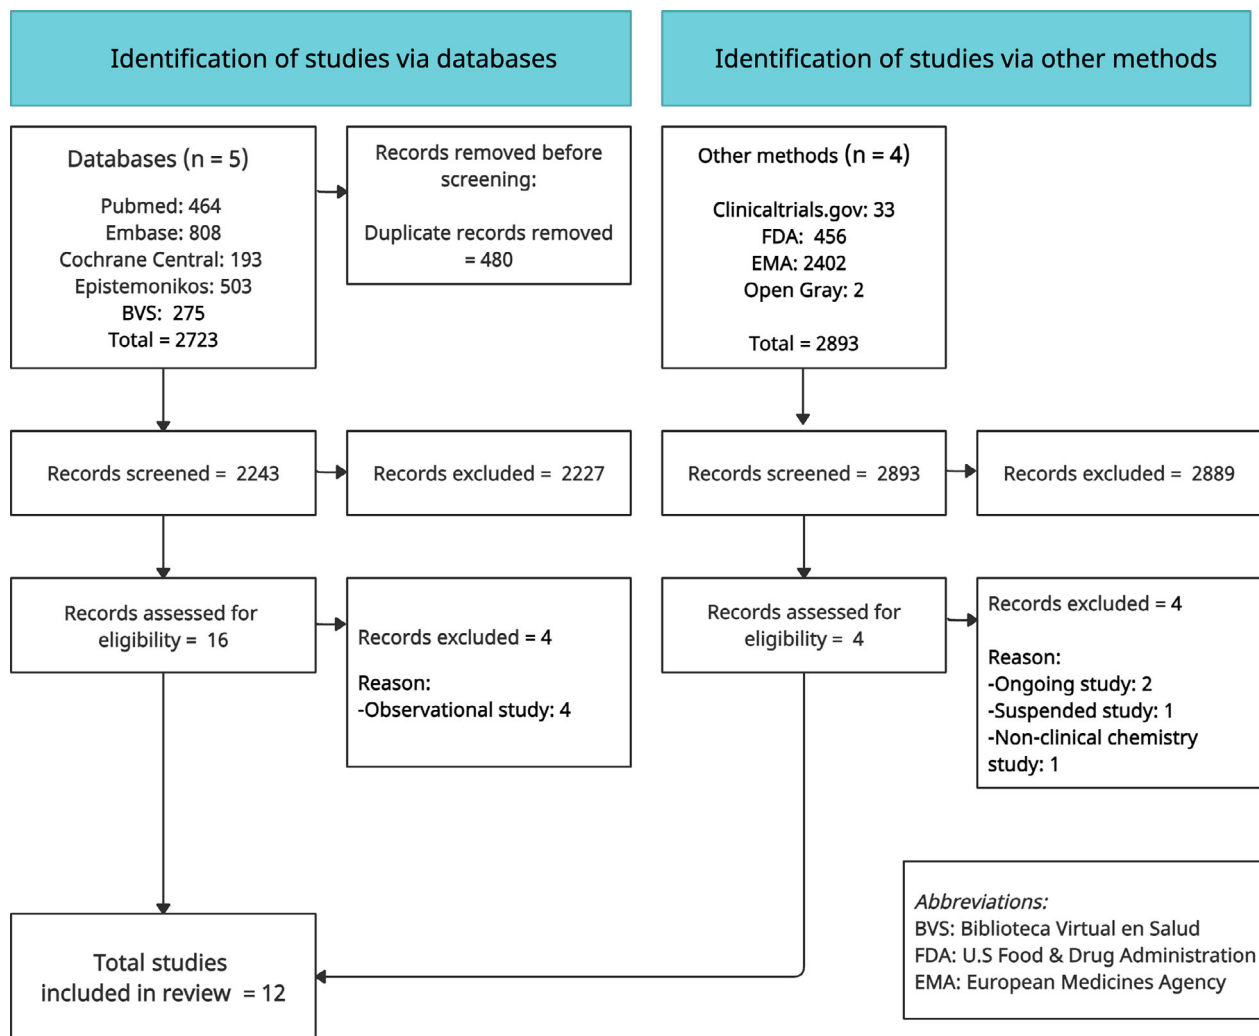 Identification of studies via databases
Identification of studies via other methods
Databases (n = 5)
Pubmed: 464
Embase: 808
Cochrane Central: 193
Epistemonikos: 503
BVS: 275
Total = 2723
Records removed before
screening:
Duplicate records removed
= 480
Other methods (n = 4)
Clinicaltrials.gov: 33
FDA: 456
EMA: 2402
Open Gray: 2
Total = 2893
Records screened = 2243
Records excluded = 2227
Records screened = 2893
Records excluded = 2889
Records assessed for
eligibility = 16
Records excluded = 4
Reason:
-Observational study: 4
Records assessed for
eligibility = 4
Records excluded = 4
Reason:
-Ongoing study: 2
-Suspended study: 1
-Non-clinical chemistry
study: 1
Total studies
included in review = 12
Abbreviations:
BVS: Biblioteca Virtual en Salud
FDA: U.S Food & Drug Administration
EMA: European Medicines Agency